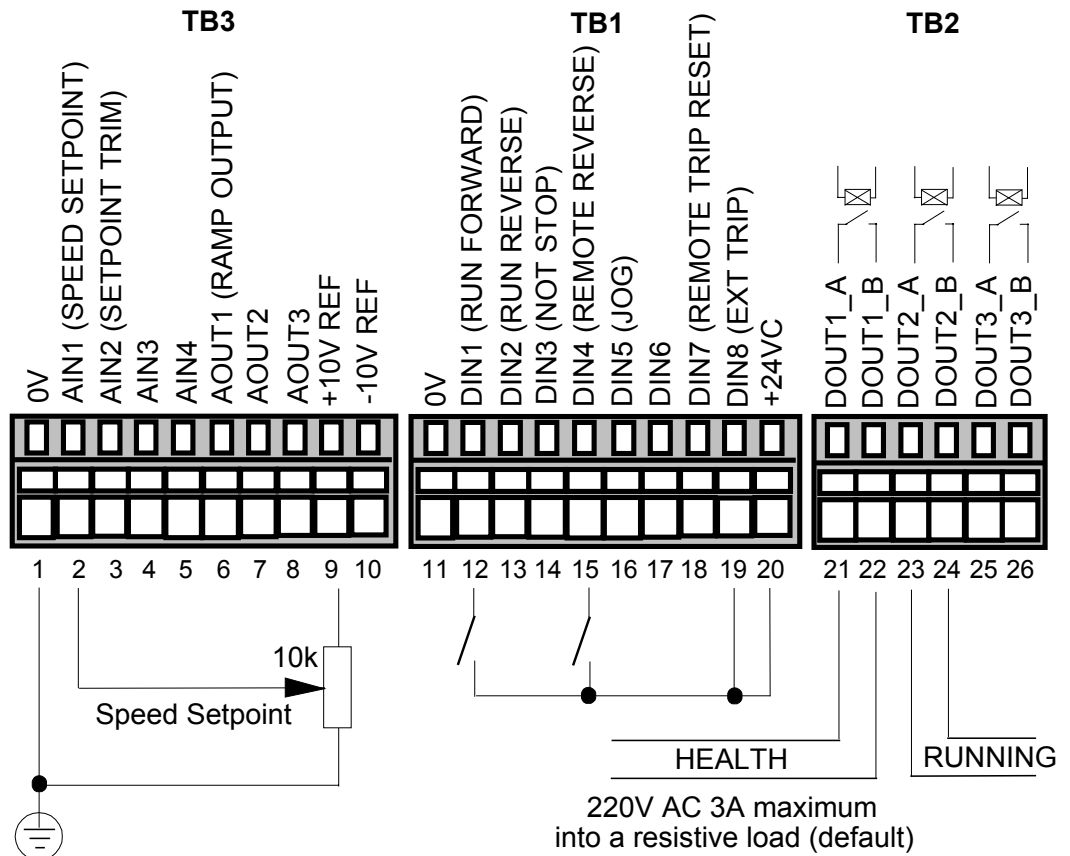 TB3
TB1
TB2
0V
AIN1 (SPEED SETPOINT)
AIN2 (SETPOINT TRIM)
AIN3
AIN4
AOUT1 (RAMP OUTPUT)
AOUT2
AOUT3
+10V REF
-10V REF
0V
DIN1 (RUN FORWARD)
DIN2 (RUN REVERSE)
DIN3 (NOT STOP)
DIN4 (REMOTE REVERSE)
DIN5 (JOG)
DIN6
DIN7 (REMOTE TRIP RESET)
DIN8 (EXT TRIP)
+24VC
DOUT1_A
DOUT1_B
DOUT2_A
DOUT2_B
DOUT3_A
DOUT3_B
1 2 3 4 5 6 7 8 9 10
11 12 13 14 15 16 17 18 19 20
21 22 23 24 25 26
10k
Speed Setpoint
HEALTH
RUNNING
220V AC 3A maximum
into a resistive load (default)